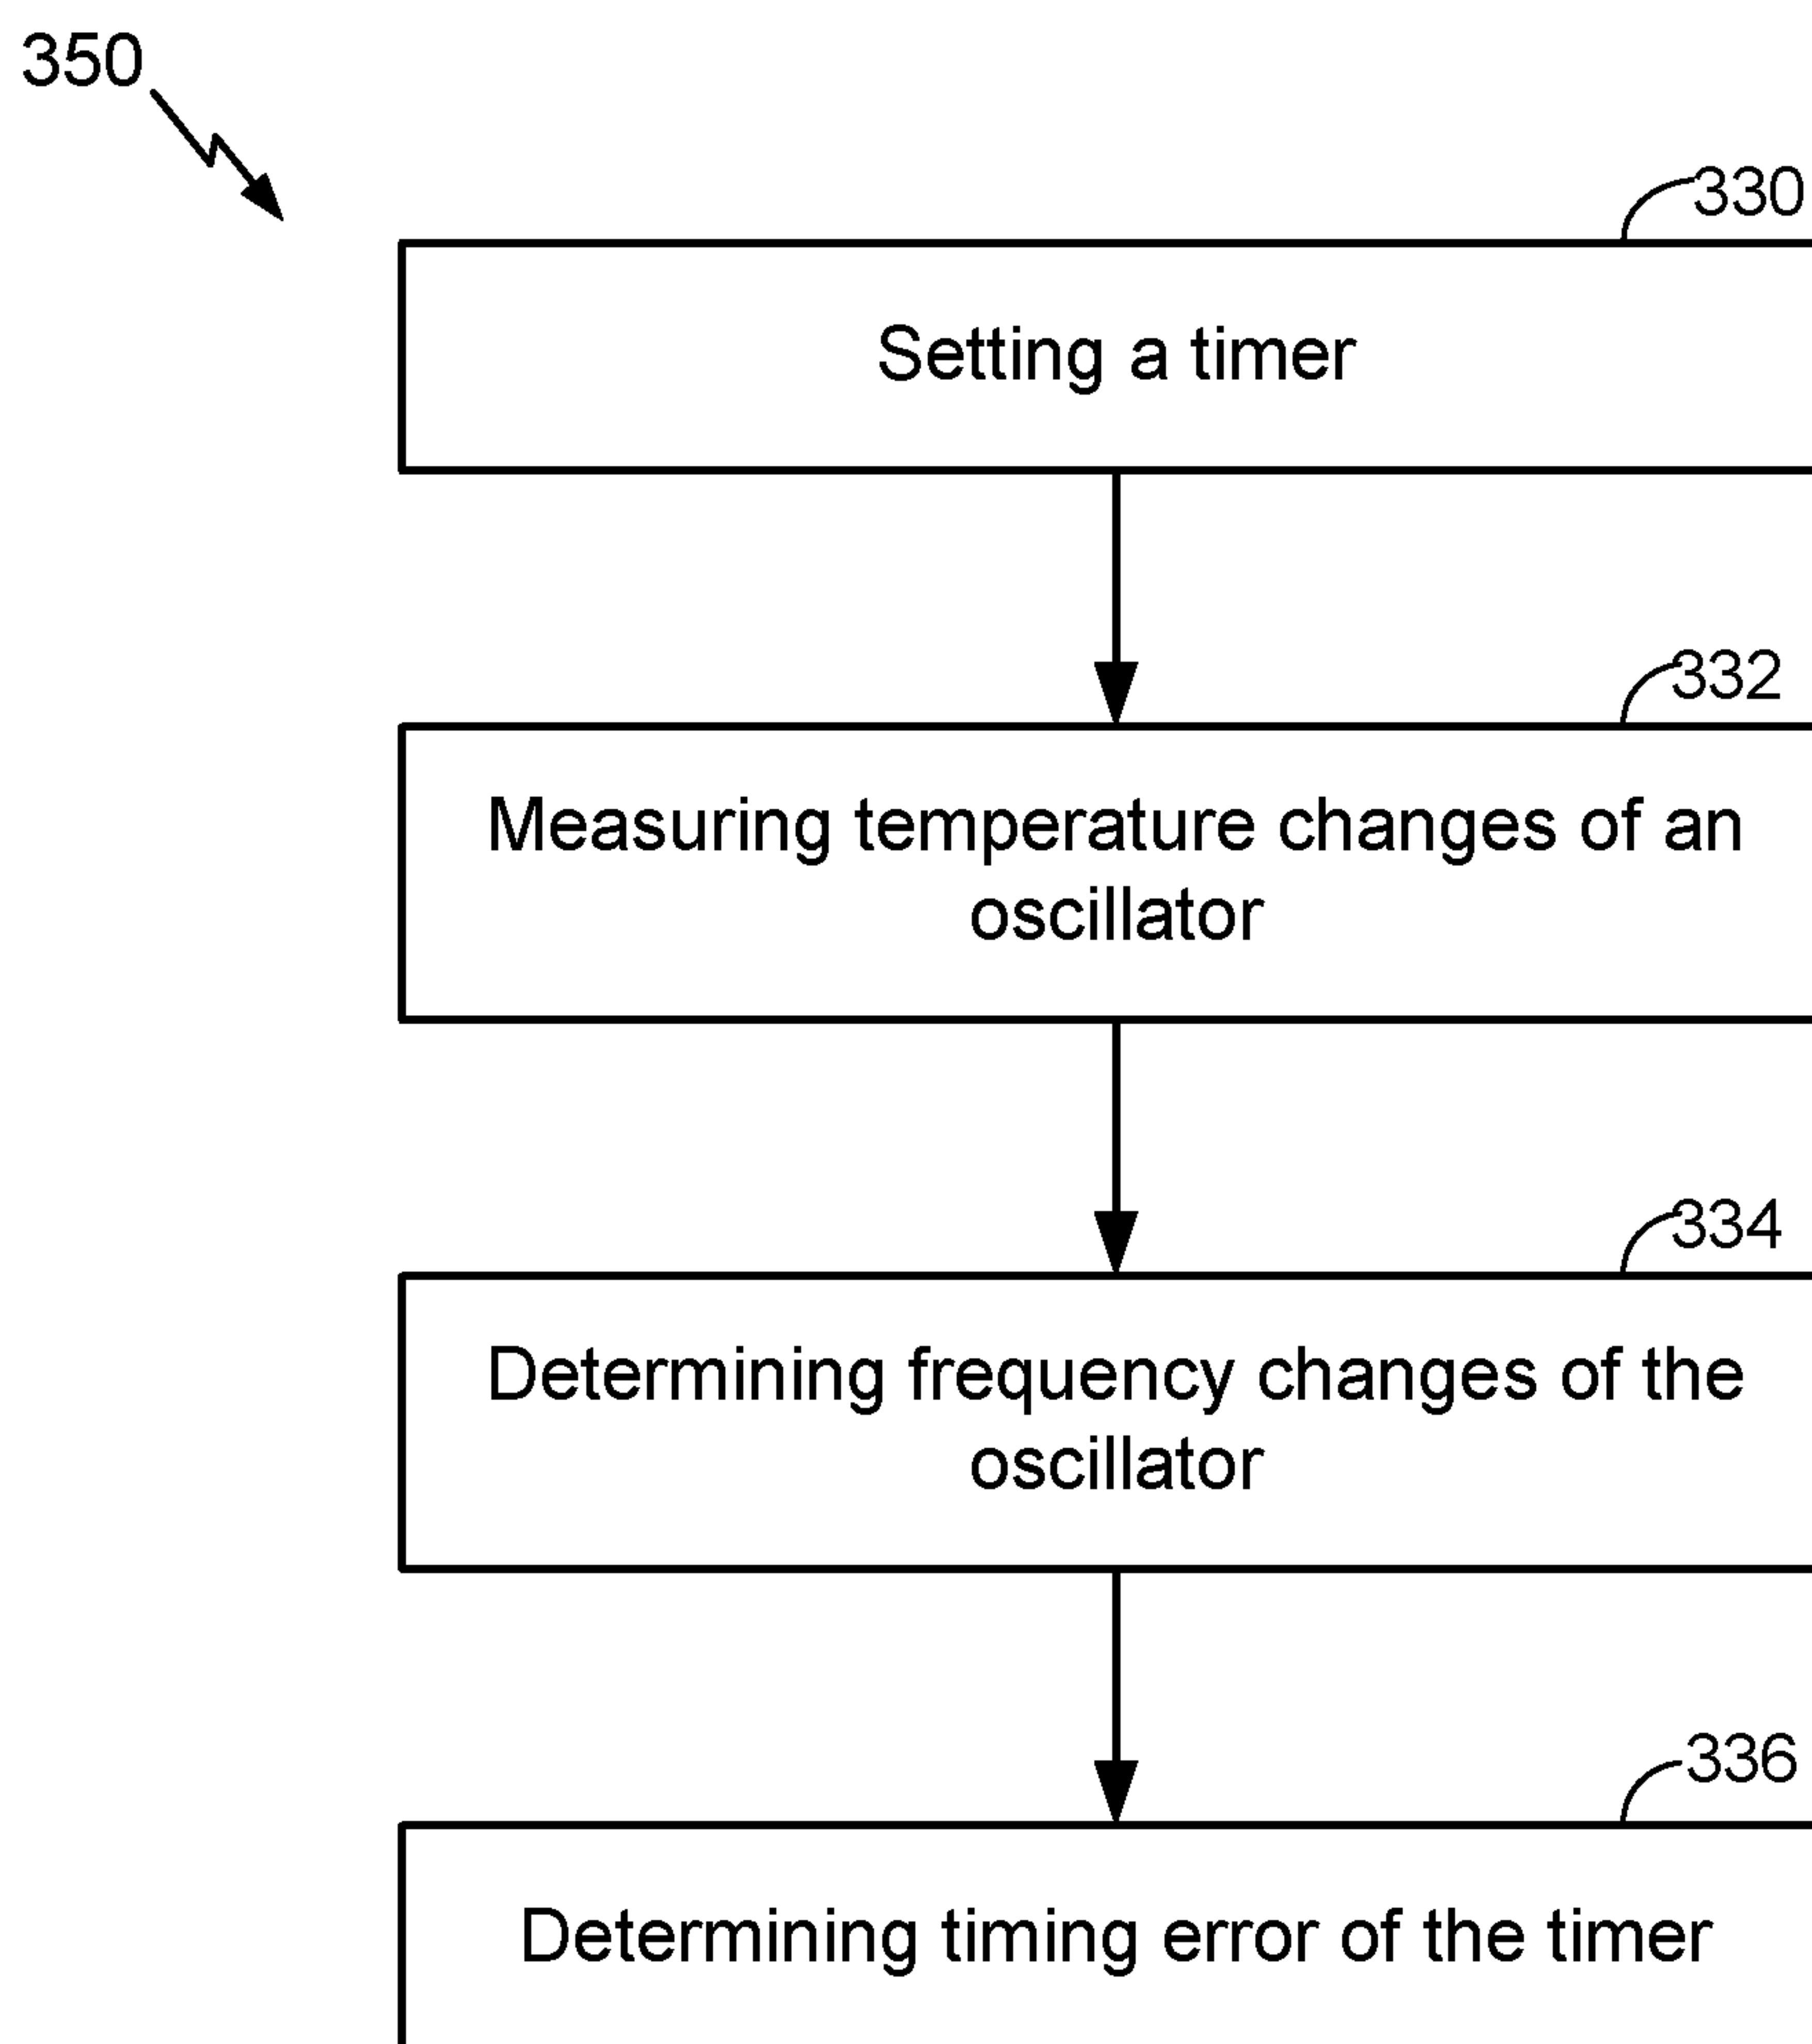 350
330
Setting a timer
332
Measuring temperature changes of an
oscillator
334
Determining frequency changes of the
oscillator
336
Determining timing error of the timer